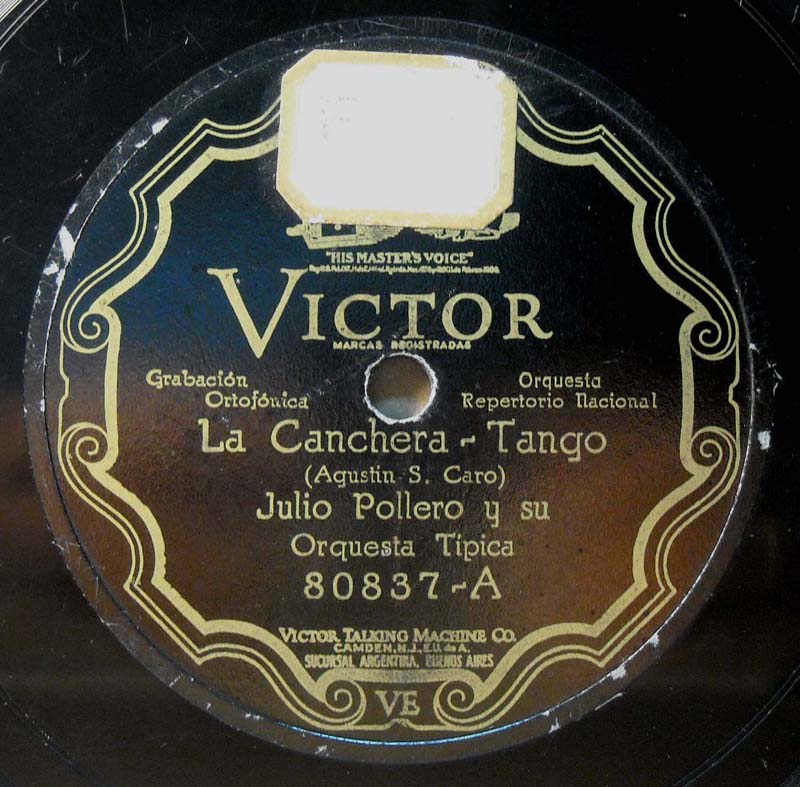 "HIS MASTER'S VOICE"
VICTOR
MARCAS REGISTRADAS
Grabación Ortofónica
Orquesta Repertorio Nacional
La Canchera - Tango
(Agustín S. Caro)
Julio Pollero y su
Orquesta Típica
80837-A
VICTOR TALKING MACHINE CO.
CAMDEN, N.J., E.U. de A.
SUCURSAL ARGENTINA, BUENOS AIRES
VE